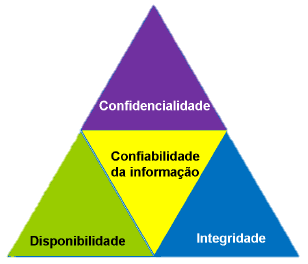 Confidencialidade
Confiabilidade
da informação
Disponibilidade
Integridade